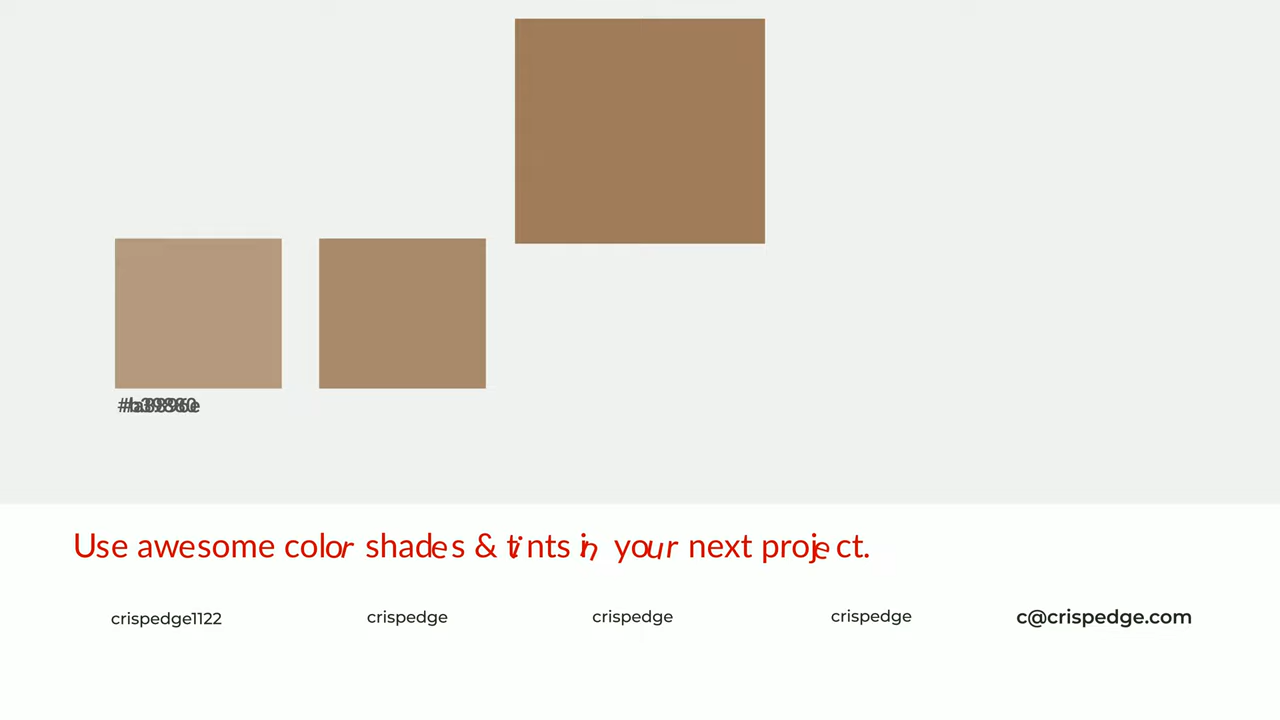 Use awesome color shades & tints in your next project.
crispedge1122 crispedge crispedge crispedge c@crispedge.com